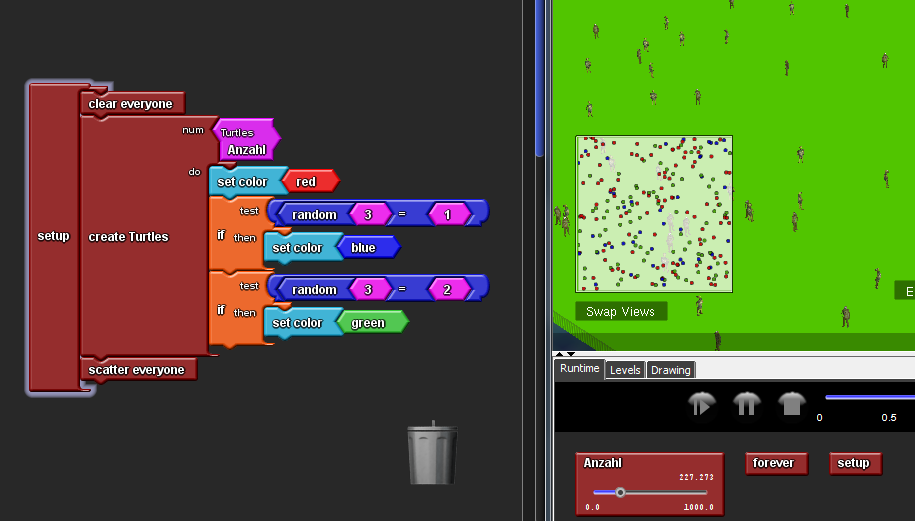 clear everyone
num
Turtles
Anzahl
do
set color red
setup
create Turtles
test
random 3 = 1
if
then
set color blue
test
random 3 = 2
if
then
set color green
scatter everyone
Swap Views
E
Runtime Levels Drawing
0 0.5
Anzahl
227.273
0.0 1000.0
forever
setup